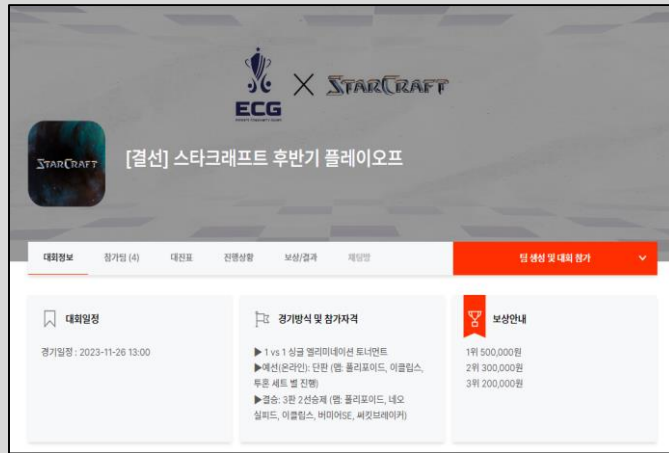 STARCRAFT
ECG
STARCRAFT
[결선] 스타크래프트 후반기 플레이오프
대회정보 참가팀 (4) 대진표 진행상황 보상/결과 채팅방 팀 생성 및 대회 참가
대회일정
경기일정 : 2023-11-26 13:00
경기방식 및 참가자격
▶ 1 vs 1 싱글 엘리미네이션 토너먼트
▶예선(온라인): 단판 (맵: 폴리포이드, 이클립스,
투혼 세트 별 진행)
▶결승: 3판 2선승제 (맵: 폴리포이드, 네오
실피드, 이클립스, 버미어SE, 써킷브레이커)
보상안내
1위 500,000원
2위 300,000원
3위 200,000원